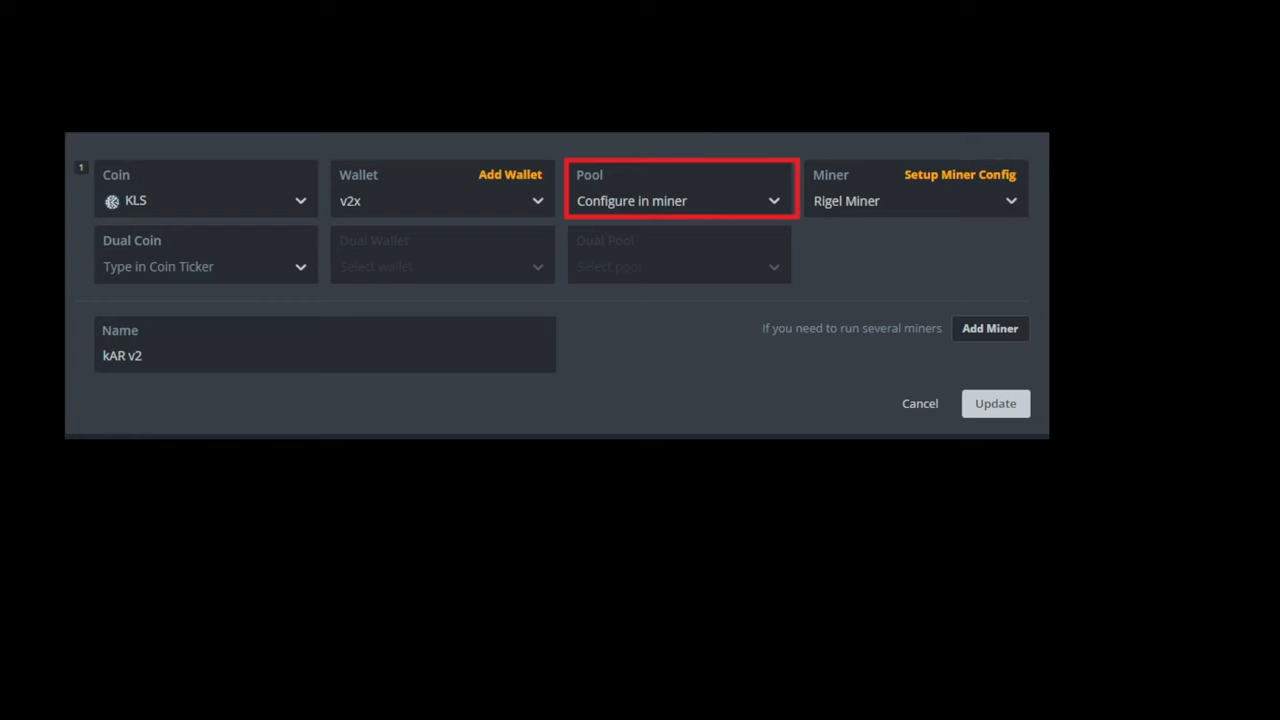 1
Coin
KLS
Wallet Add Wallet
v2x
Pool
Configure in miner
Miner Setup Miner Config
Rigel Miner
Dual Coin
Type in Coin Ticker
Dual Wallet
Select wallet
Dual Pool
Select pool
Name
kAR v2
If you need to run several miners Add Miner
Cancel Update